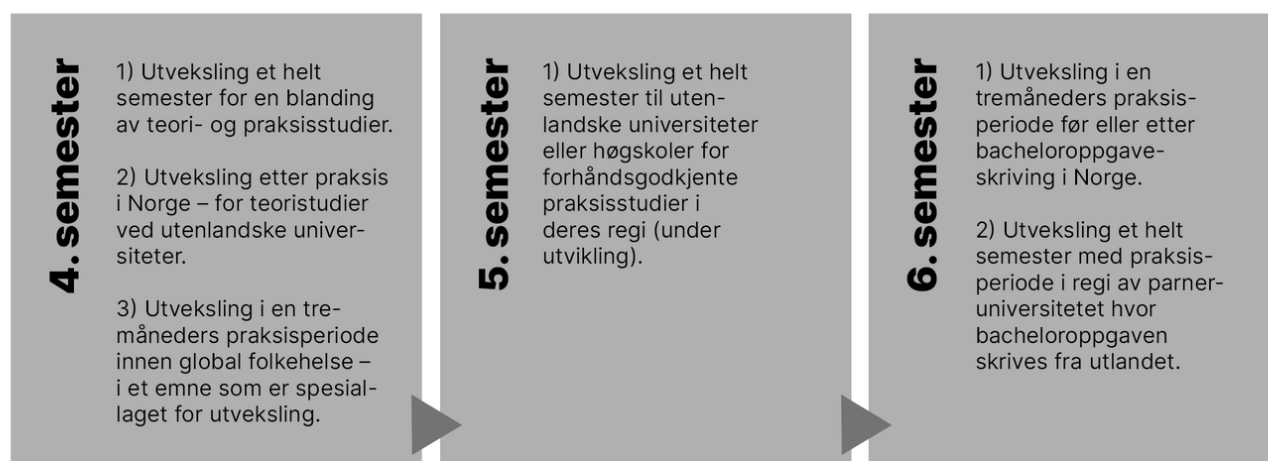 4. semester
1) Utveksling et helt
semester for en blanding
av teori- og praksisstudier.
2) Utveksling etter praksis
i Norge – for teoristudier
ved utenlandske univer-
siteter.
3) Utveksling i en tre-
måneders praksisperiode
innen global folkehelse –
i et emne som er spesial-
laget for utveksling.
5. semester
1) Utveksling et helt
semester til uten-
landske universiteter
eller høgskoler for
forhåndsgodkjente
praksisstudier i
deres regi (under
utvikling).
6. semester
1) Utveksling i en
tremåneders praksis-
periode før eller etter
bacheloroppgave-
skriving i Norge.
2) Utveksling et helt
semester med praksis-
periode i regi av parner-
universitetet hvor
bacheloroppgaven
skrives fra utlandet.